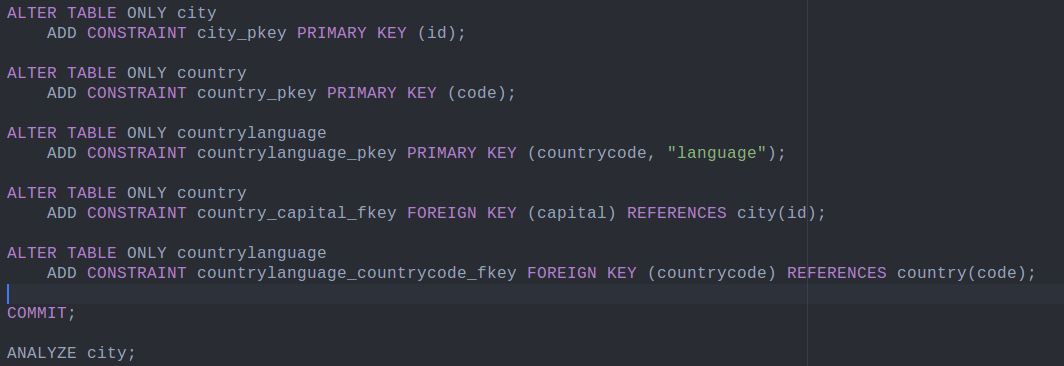 ALTER TABLE ONLY city
    ADD CONSTRAINT city_pkey PRIMARY KEY (id);

ALTER TABLE ONLY country
    ADD CONSTRAINT country_pkey PRIMARY KEY (code);

ALTER TABLE ONLY countrylanguage
    ADD CONSTRAINT countrylanguage_pkey PRIMARY KEY (countrycode, "language");

ALTER TABLE ONLY country
    ADD CONSTRAINT country_capital_fkey FOREIGN KEY (capital) REFERENCES city(id);

ALTER TABLE ONLY countrylanguage
    ADD CONSTRAINT countrylanguage_countrycode_fkey FOREIGN KEY (countrycode) REFERENCES country(code);

COMMIT;

ANALYZE city;